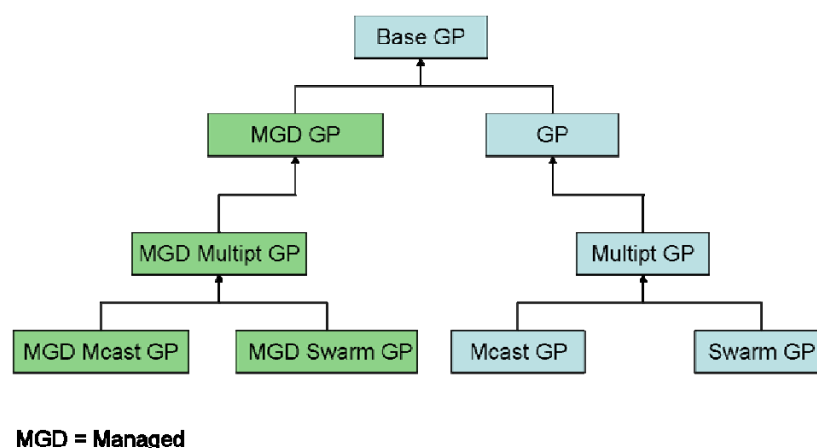 Base GP
MGD GP
GP
MGD Multipt GP
Multipt GP
MGD Mcast GP
MGD Swarm GP
Mcast GP
Swarm GP
MGD = Managed